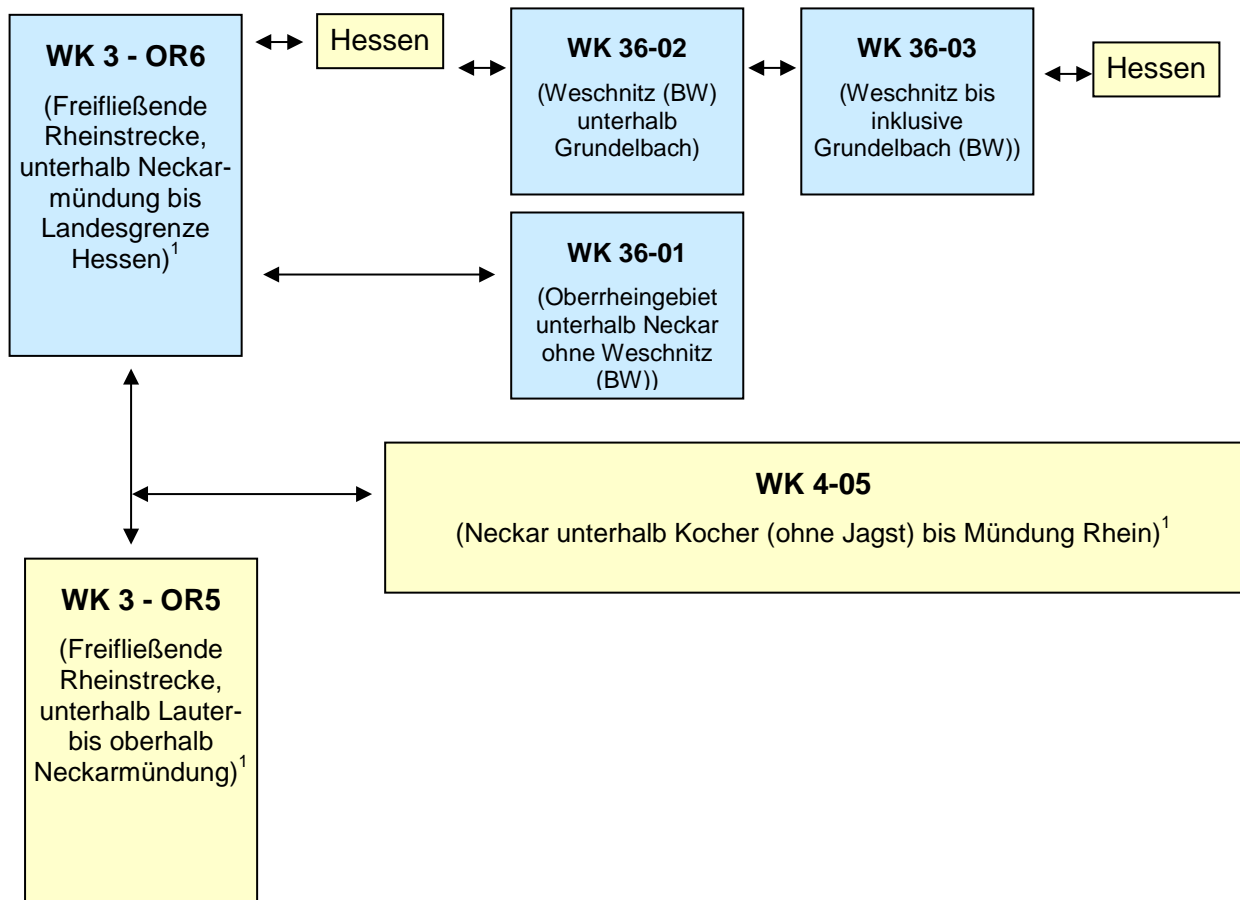 WK 3 - OR6
(Freifließende
Rheinstrecke,
unterhalb Neckar-
mündung bis
Landesgrenze
Hessen)¹
Hessen
WK 36-02
(Weschnitz (BW)
unterhalb
Grundelbach)
WK 36-03
(Weschnitz bis
inklusive
Grundelbach (BW))
Hessen
WK 36-01
(Oberrheingebiet
unterhalb Neckar
ohne Weschnitz
(BW))
WK 4-05
(Neckar unterhalb Kocher (ohne Jagst) bis Mündung Rhein)¹
WK 3 - OR5
(Freifließende
Rheinstrecke,
unterhalb Lauter-
bis oberhalb
Neckarmündung)¹